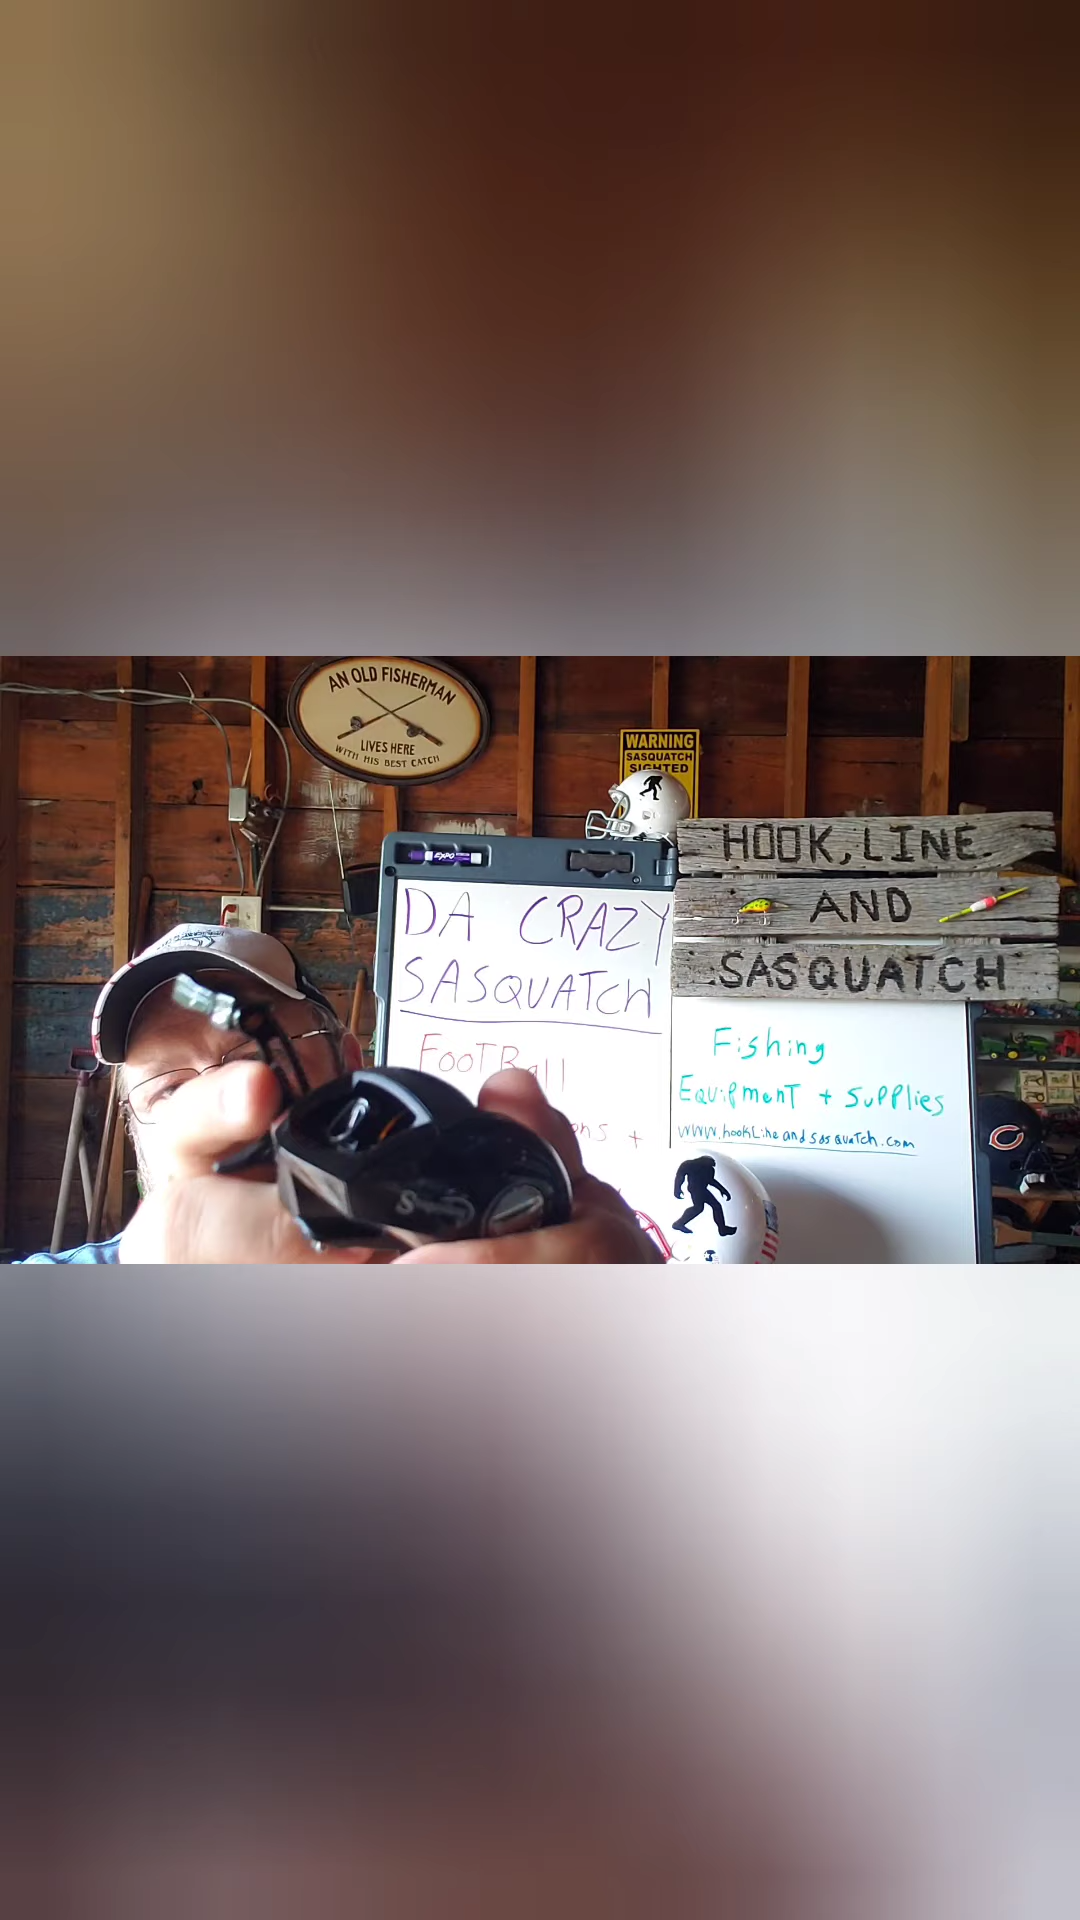 AN OLD FISHERMAN
LIVES HERE
WITH HIS BEST CATCH
WARNING
SASQUATCH
SIGHTED
EXPO
HOOK, LINE
AND
SASQUATCH
DA CRAZY
SASQUATCH
FooTBall
+
Fishing
EquipmenT + Supplies
www.hookLineandsasquaTch.com